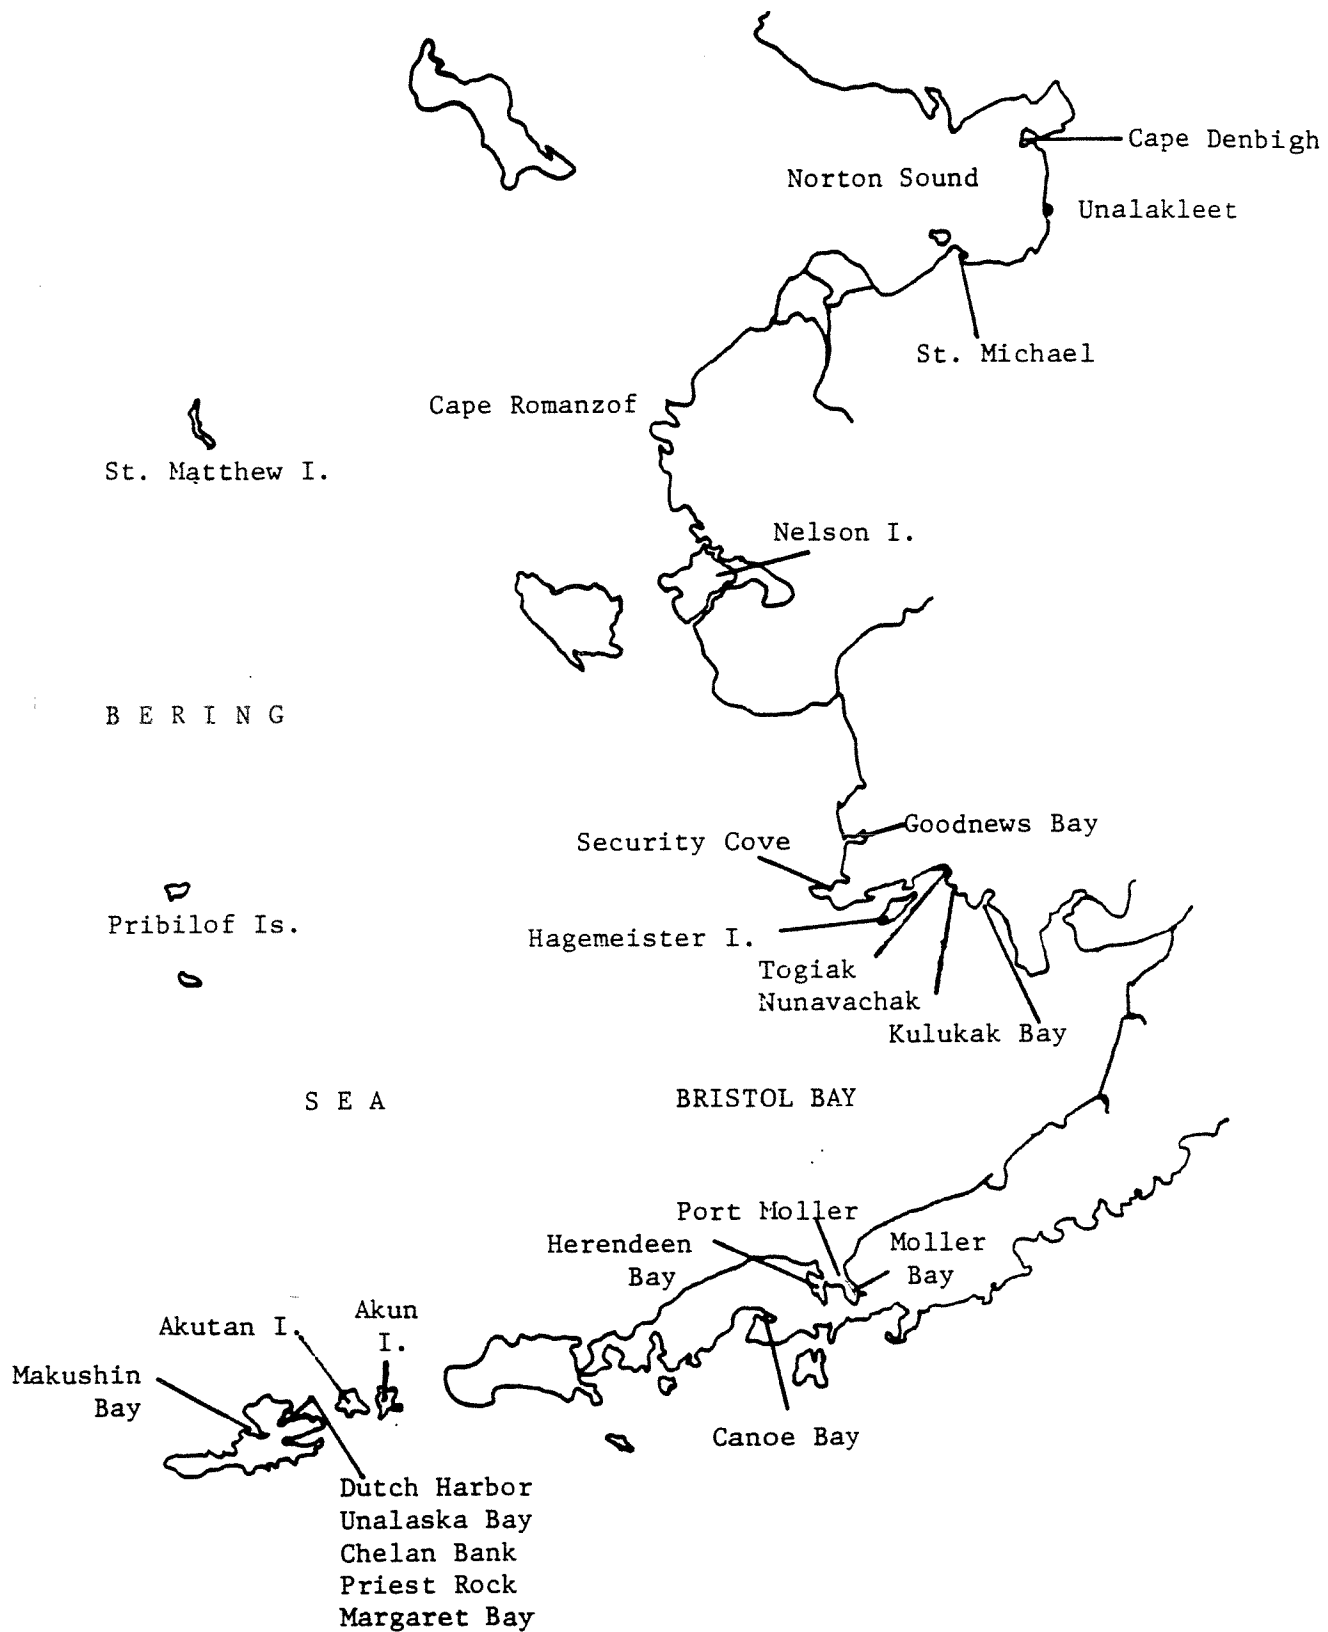 Cape Denbigh
Norton Sound
Unalakleet
St. Michael
Cape Romanzof
St. Matthew I.
Nelson I.
BERING
Goodnews Bay
Security Cove
Pribilof Is.
Hagemeister I.
Togiak
Nunavachak
Kulukak Bay
SEA
BRISTOL BAY
Port Moller
Herendeen
Bay
Moller
Bay
Akun
I.
Akutan I.
Makushin
Bay
Canoe Bay
Dutch Harbor
Unalaska Bay
Chelan Bank
Priest Rock
Margaret Bay